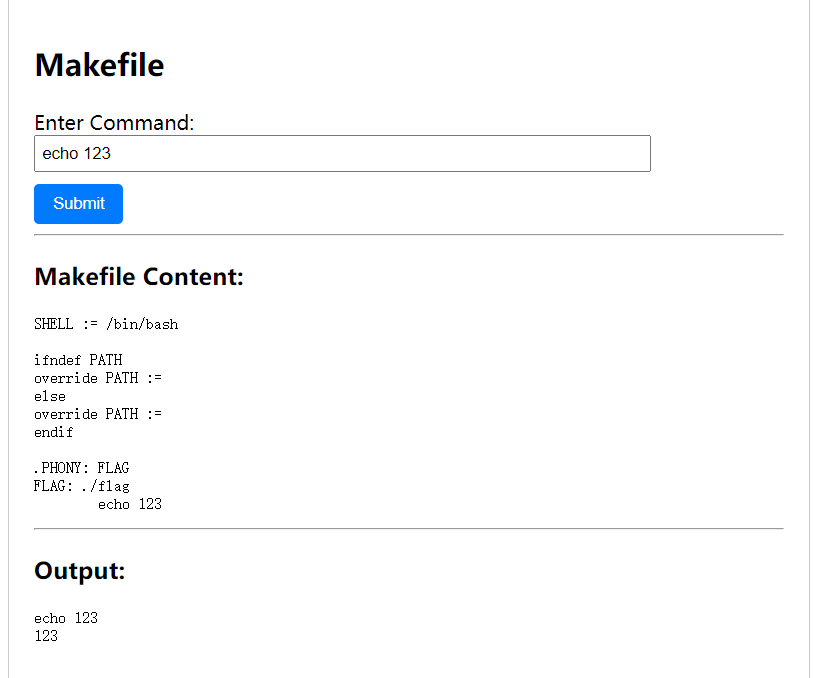 Makefile
Enter Command:
echo 123
Submit
Makefile Content:
SHELL := /bin/bash
ifndef PATH
override PATH :=
else
override PATH :=
endif
.PHONY: FLAG
FLAG: ./flag
echo 123
Output:
echo 123
123